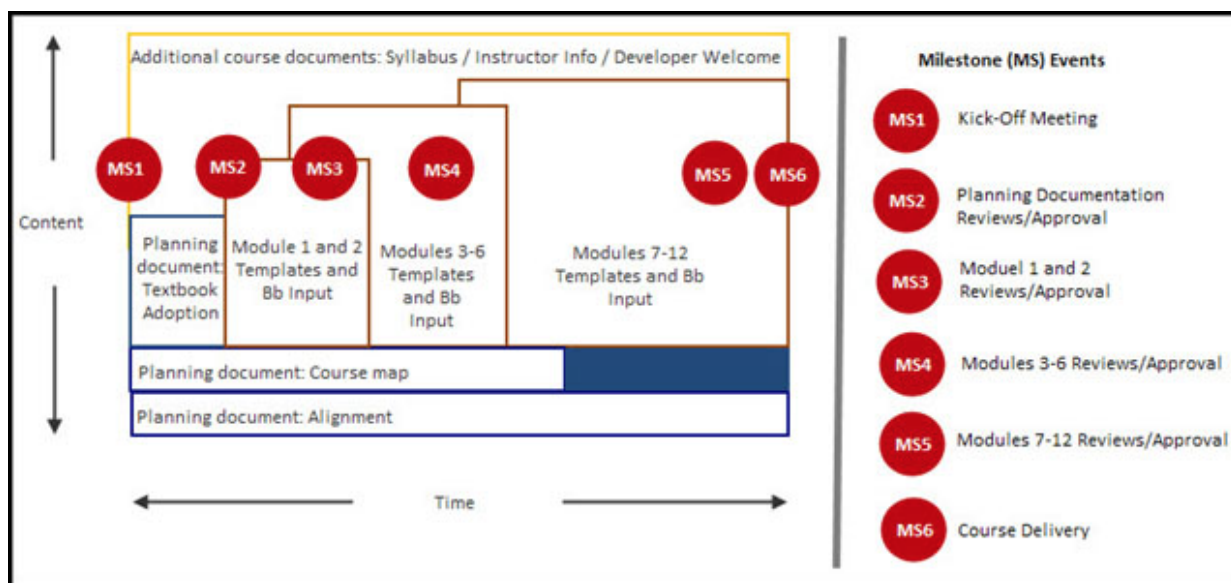 Additional course documents: Syllabus / Instructor Info / Developer Welcome
MS1
MS2
MS3
MS4
MS5
MS6
Content
Planning
document:
Textbook
Adoption
Module 1 and 2
Templates and
Bb Input
Modules 3-6
Templates
and Bb
Input
Modules 7-12
Templates and Bb
Input
Planning document: Course map
Planning document: Alignment
Time
Milestone (MS) Events
MS1
Kick-Off Meeting
MS2
Planning Documentation
Reviews/Approval
MS3
Moduel 1 and 2
Reviews/Approval
MS4
Modules 3-6 Reviews/Approval
MS5
Modules 7-12 Reviews/Approval
MS6
Course Delivery